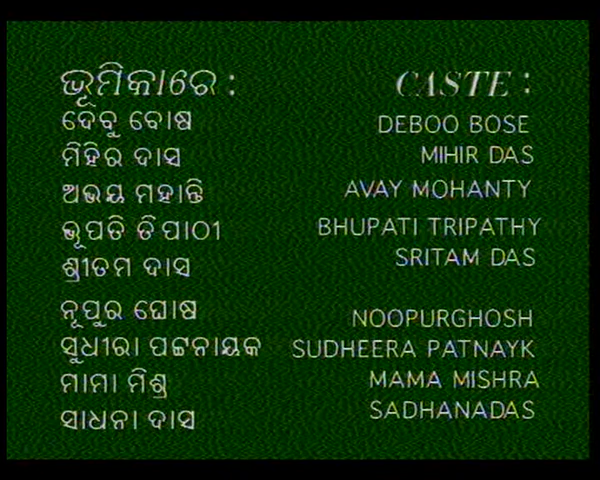 ଭୂମିକାରେ : CASTE :
ଦେବୁ ବୋଷ DEBOO BOSE
ମିହିର ଦାସ MIHIR DAS
ଅଭୟ ମହାନ୍ତି AVAY MOHANTY
ଭୂପତି ତ୍ରିପାଠୀ BHUPATI TRIPATHY
ଶ୍ରୀତମ ଦାସ SRITAM DAS
ନୂପୁର ଘୋଷ NOOPURGHOSH
ସୁଧୀରା ପଟ୍ଟନାୟକ SUDHEERA PATNAYK
ମାମା ମିଶ୍ର MAMA MISHRA
ସାଧନା ଦାସ SADHANADAS